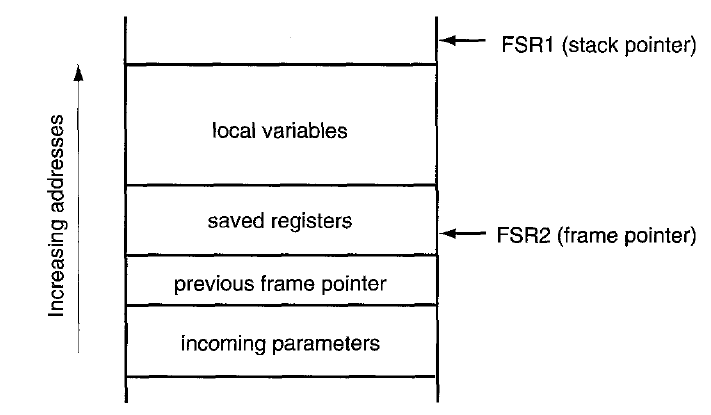 FSR1 (stack pointer)
local variables
saved registers
FSR2 (frame pointer)
previous frame pointer
incoming parameters
Increasing addresses